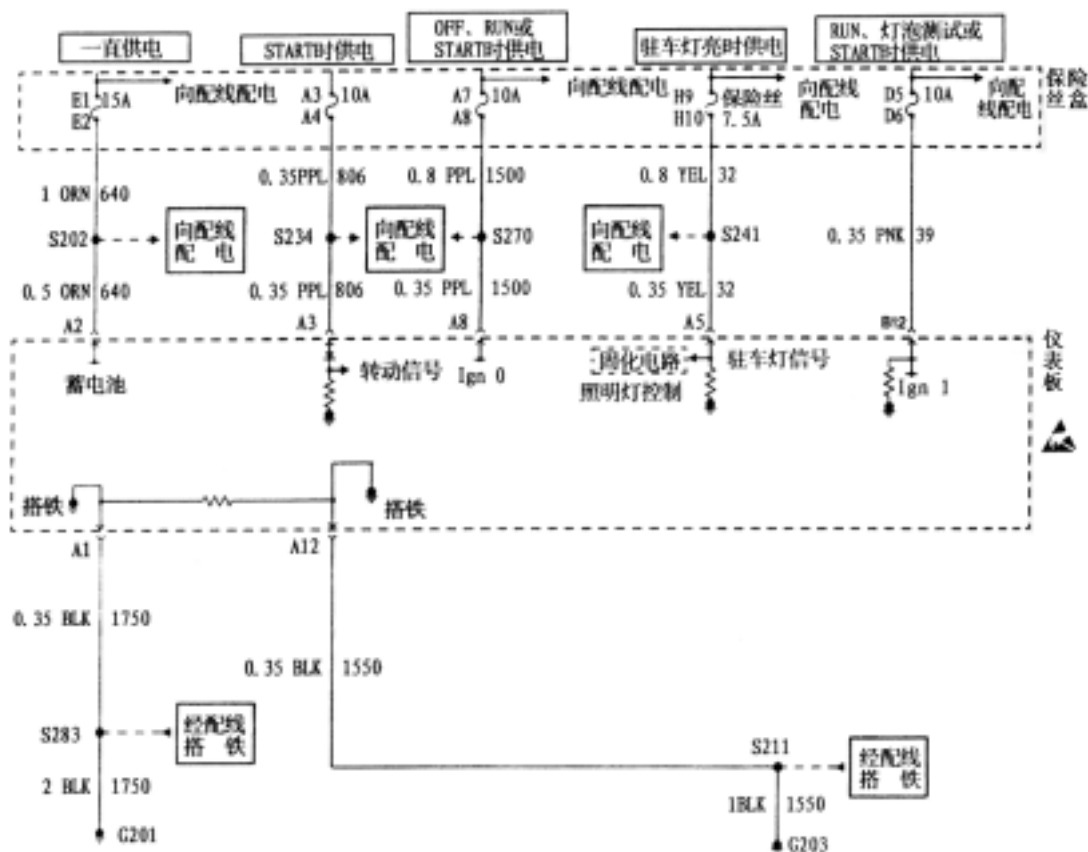 一直供电
START时供电
OFF、RUN或
START时供电
驻车灯亮时供电
RUN、灯泡测试或
START时供电
E1 15A
E2
向配线配电
A3 10A
A4
A7 10A
A8
向配线配电
H9 保险丝
H10 7.5A
向配线
配电
D5 10A
D6
向配
线配电
保险
丝盒
1 ORN 640
0.35PPL 806
0.8 PPL 1500
0.8 YEL 32
0.35 PNK 39
S202
向配线
配 电
S234
向配线
配 电
S270
向配线
配 电
S241
0.5 ORN 640
0.35 PPL 806
0.35 PPL 1500
0.35 YEL 32
A2
A3
A8
A5
B12
蓄电池
转动信号
Ign 0
固化电路
照明灯控制
驻车灯信号
Ign 1
仪表板
搭铁
搭铁
A1
A12
0.35 BLK 1750
0.35 BLK 1550
S283
经配线
搭 铁
S211
经配线
搭 铁
2 BLK 1750
1BLK 1550
G201
G203